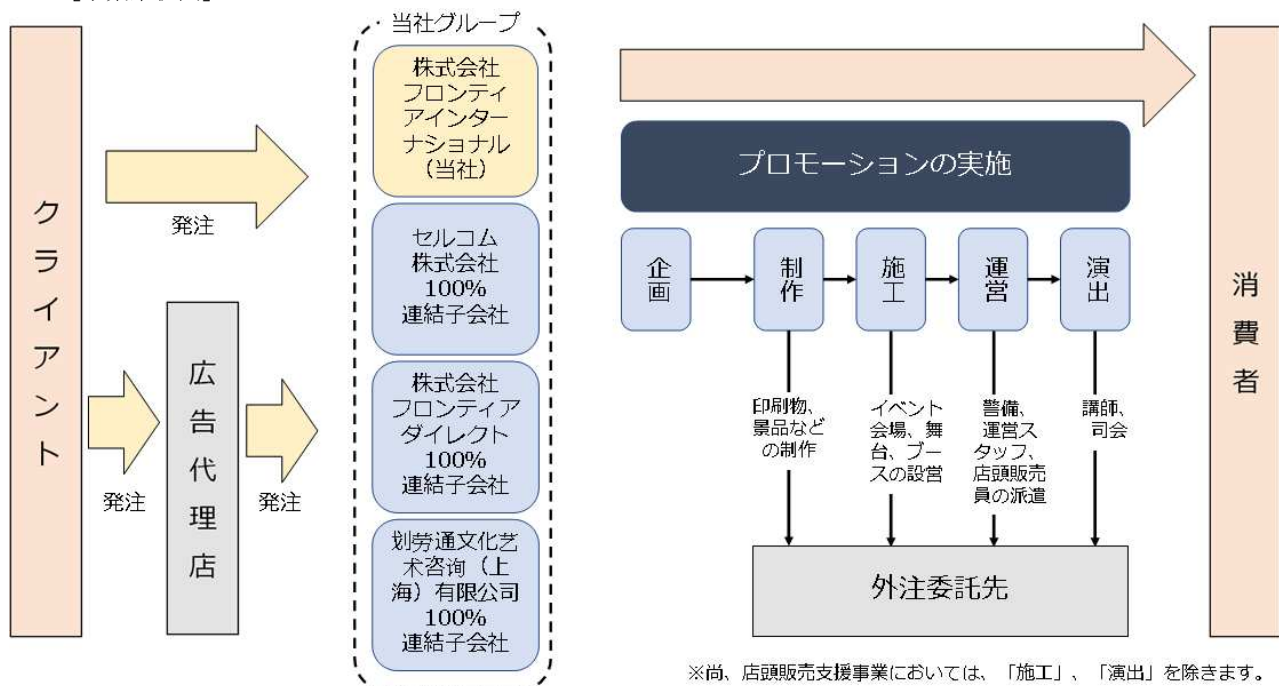 クライアント
発注
発注
広告代理店
発注
当社グループ
株式会社
フロンティ
アインター
ナショナル
（当社）
セルコム
株式会社
100%
連結子会社
株式会社
フロンティア
ダイレクト
100%
連結子会社
划劳通文化艺
术咨询（上
海）有限公司
100%
連結子会社
プロモーションの実施
企画
制作
施工
運営
演出
印刷物、
景品など
の制作
イベント
会場、舞
台、ブー
スの設営
警備、
運営ス
タッフ、
店頭販売
員の派遣
講師、
司会
外注委託先
消費者
※尚、店頭販売支援事業においては、「施工」、「演出」を除きます。